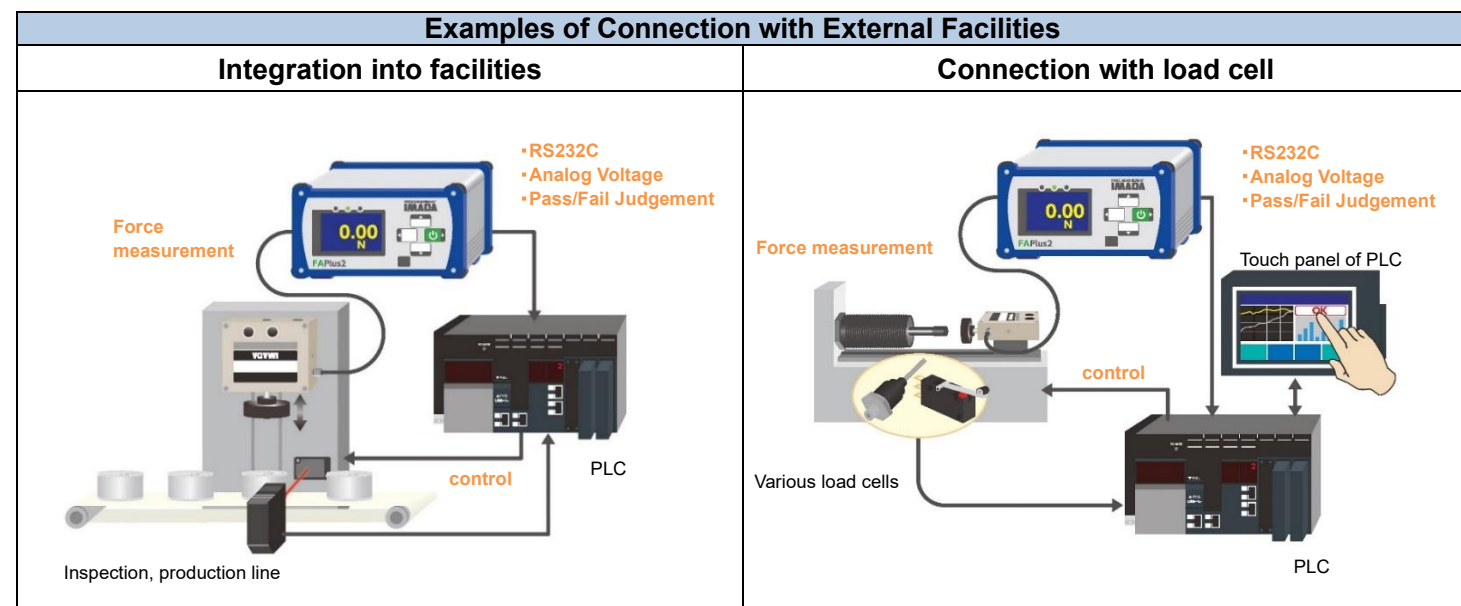 Examples of Connection with External Facilities
Integration into facilities
Connection with load cell
▪RS232C
▪Analog Voltage
▪Pass/Fail Judgement
IMADA
Force
measurement
0.00
N
FAPlus2
IMADA
control
PLC
Inspection, production line
▪RS232C
▪Analog Voltage
▪Pass/Fail Judgement
IMADA
0.00
N
FAPlus2
Force measurement
Touch panel of PLC
OK
control
Various load cells
PLC